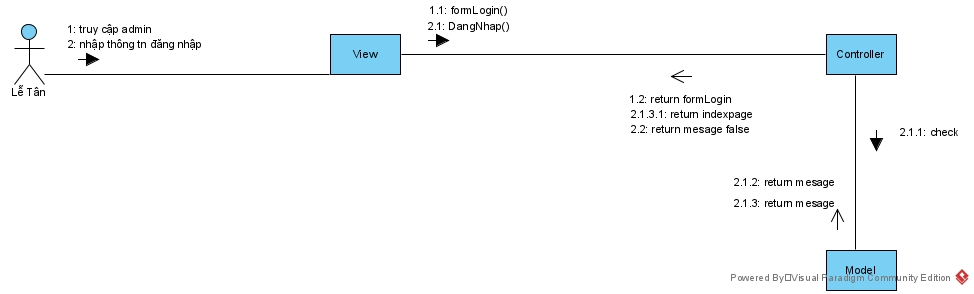 1.1: formLogin()
2.1: DangNhap()
1: truy cập admin
2: nhập thông tn đăng nhập
View
Controller
Lễ Tân
1.2: return formLogin
2.1.3.1: return indexpage
2.2: return mesage false
2.1.1: check
2.1.2: return mesage
2.1.3: return mesage
Model
Powered By Visual Paradigm Community Edition